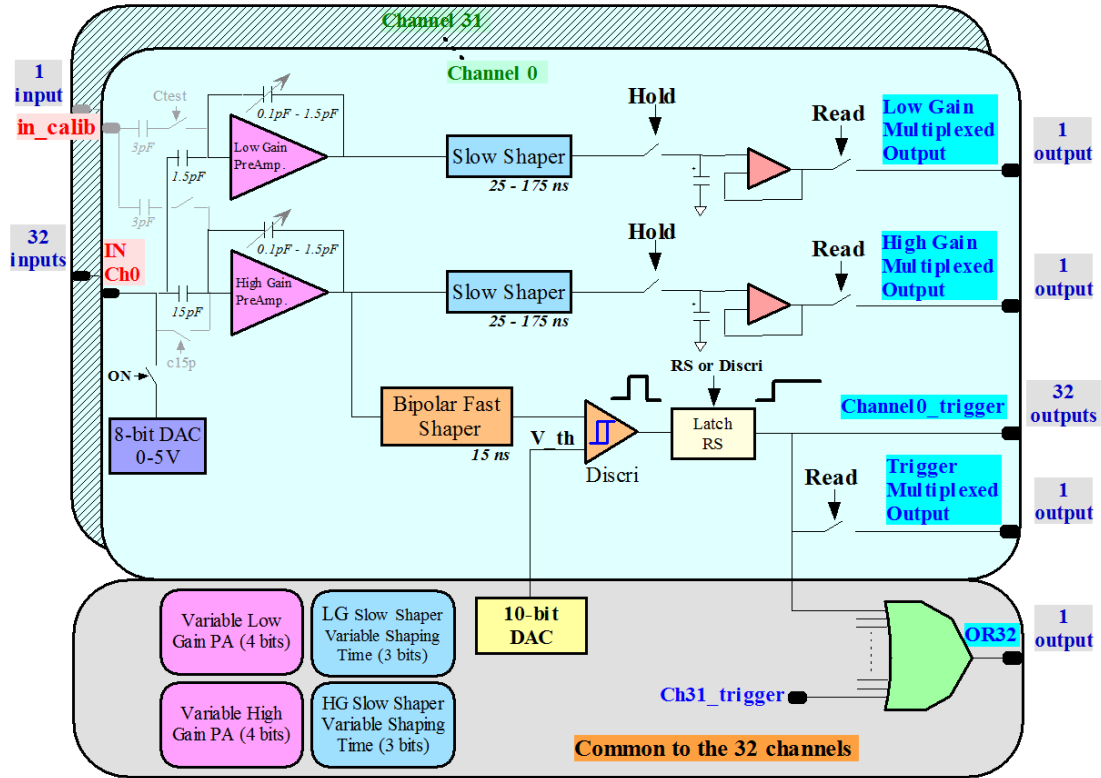 Channel 31
Channel 0
1
input
in_calib
Ctest
3pF
1.5pF
0.1pF - 1.5pF
Low Gain
PreAmp.
Slow Shaper
25 - 175 ns
Hold
Read
Low Gain
Multiplexed
Output
1
output
3pF
32
inputs
IN
Ch0
15pF
c15p
0.1pF - 1.5pF
High Gain
PreAmp.
Slow Shaper
25 - 175 ns
Hold
Read
High Gain
Multiplexed
Output
1
output
ON
8-bit DAC
0-5V
Bipolar Fast
Shaper
15 ns
V_th
Discri
RS or Discri
Latch
RS
Channel0_trigger
32
outputs
Read
Trigger
Multiplexed
Output
1
output
Variable Low
Gain PA (4 bits)
LG Slow Shaper
Variable Shaping
Time (3 bits)
10-bit
DAC
OR32
1
output
Variable High
Gain PA (4 bits)
HG Slow Shaper
Variable Shaping
Time (3 bits)
Ch31_trigger
Common to the 32 channels